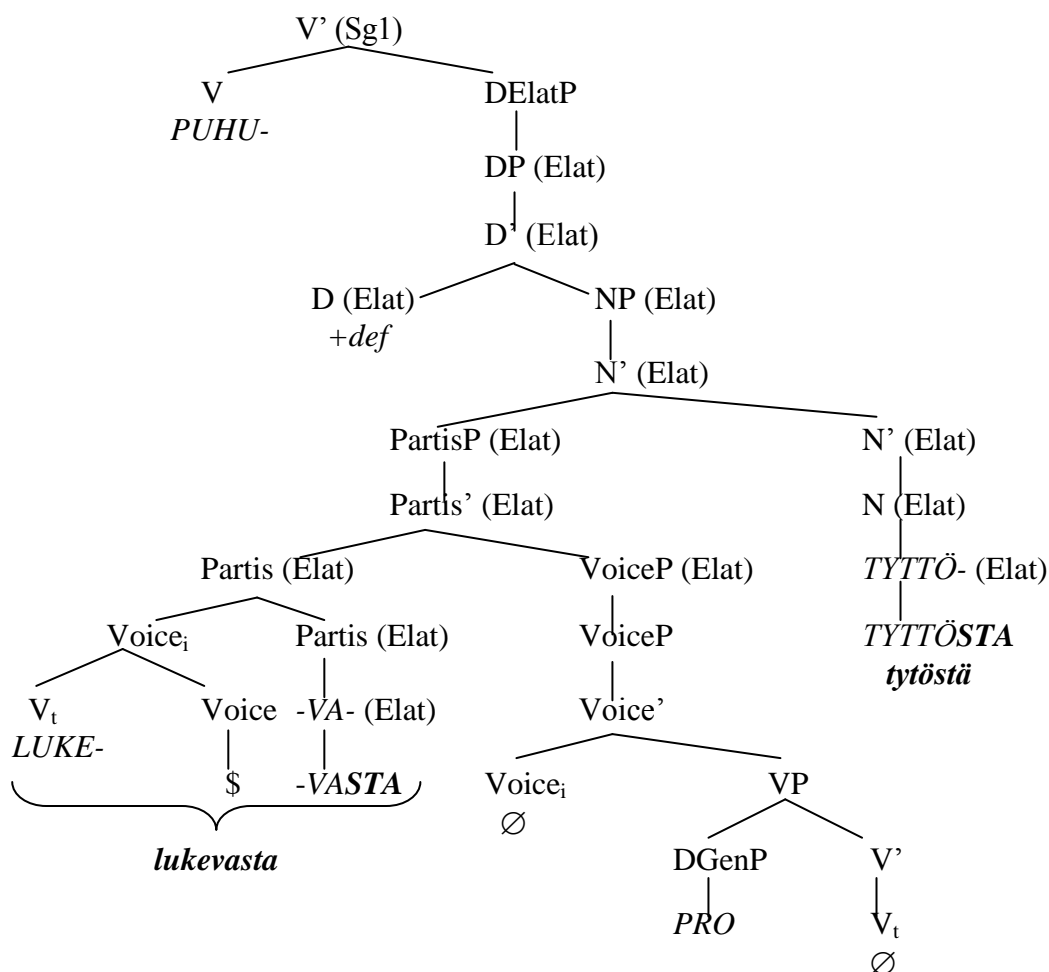 V’ (Sg1)
V DElatP
PUHU-
DP (Elat)
D’ (Elat)
D (Elat) NP (Elat)
+def
N’ (Elat)
PartisP (Elat) N’ (Elat)
Partis’ (Elat) N (Elat)
Partis (Elat) VoiceP (Elat) TYTTÖ- (Elat)
Voicei Partis (Elat) VoiceP TYTTÖSTA
tytöstä
Vt Voice -VA- (Elat) Voice’
LUKE-
$ -VASTA Voicei VP
∅
lukevasta DGenP V’
PRO Vt
∅